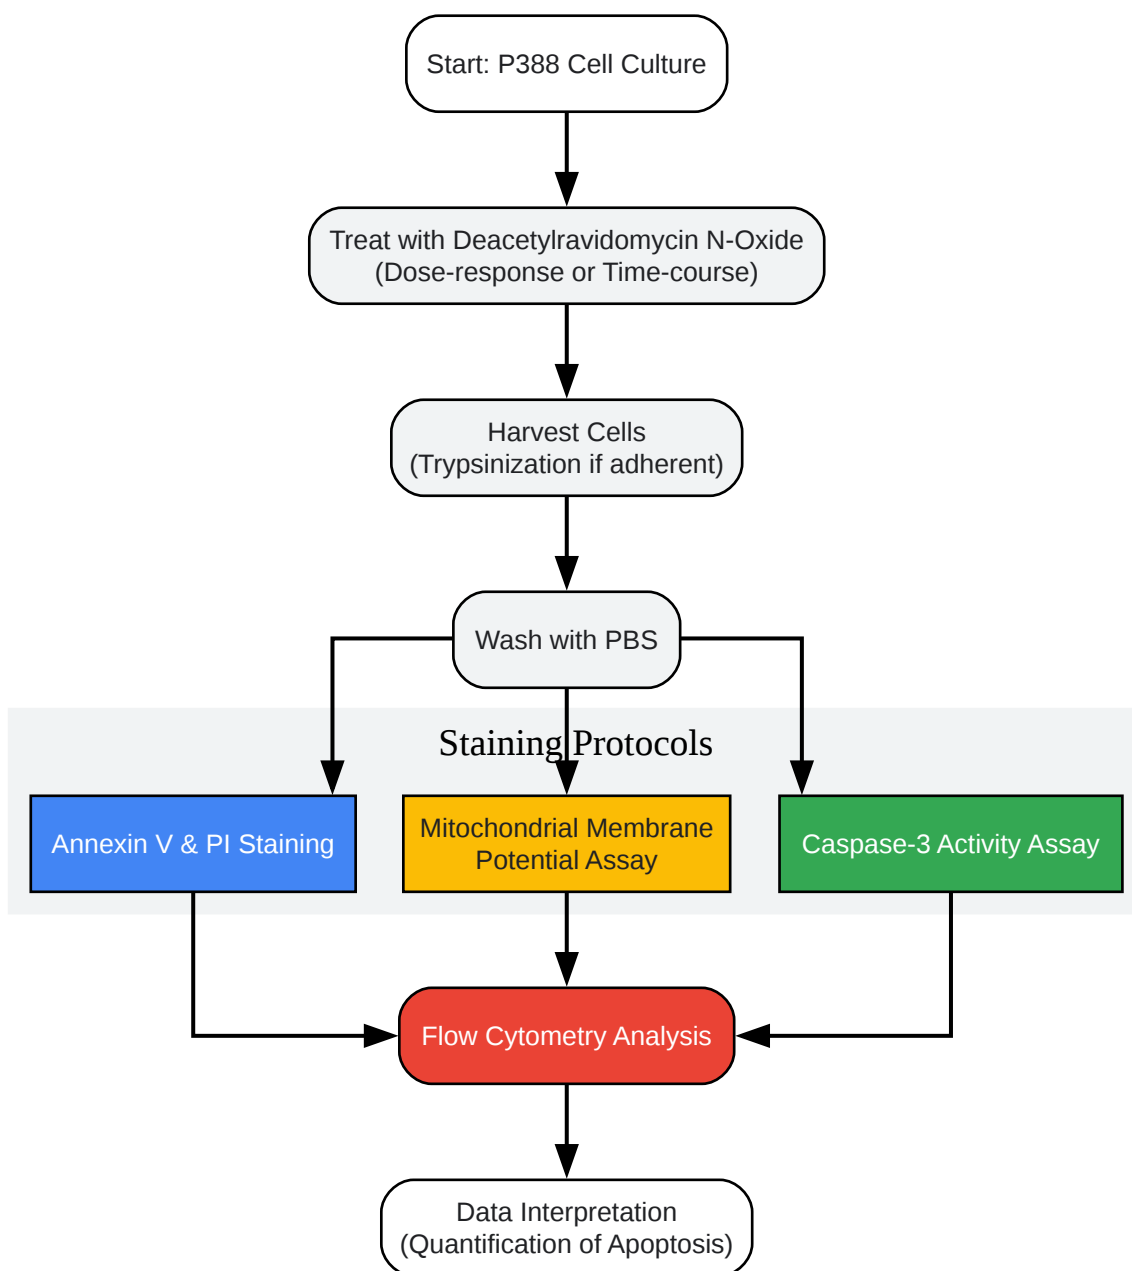 Start: P388 Cell Culture
Treat with Deacetylravidomycin N-Oxide
(Dose-response or Time-course)
Harvest Cells
(Trypsinization if adherent)
Wash with PBS
Staining Protocols
Annexin V & PI Staining
Mitochondrial Membrane
Potential Assay
Caspase-3 Activity Assay
Flow Cytometry Analysis
Data Interpretation
(Quantification of Apoptosis)